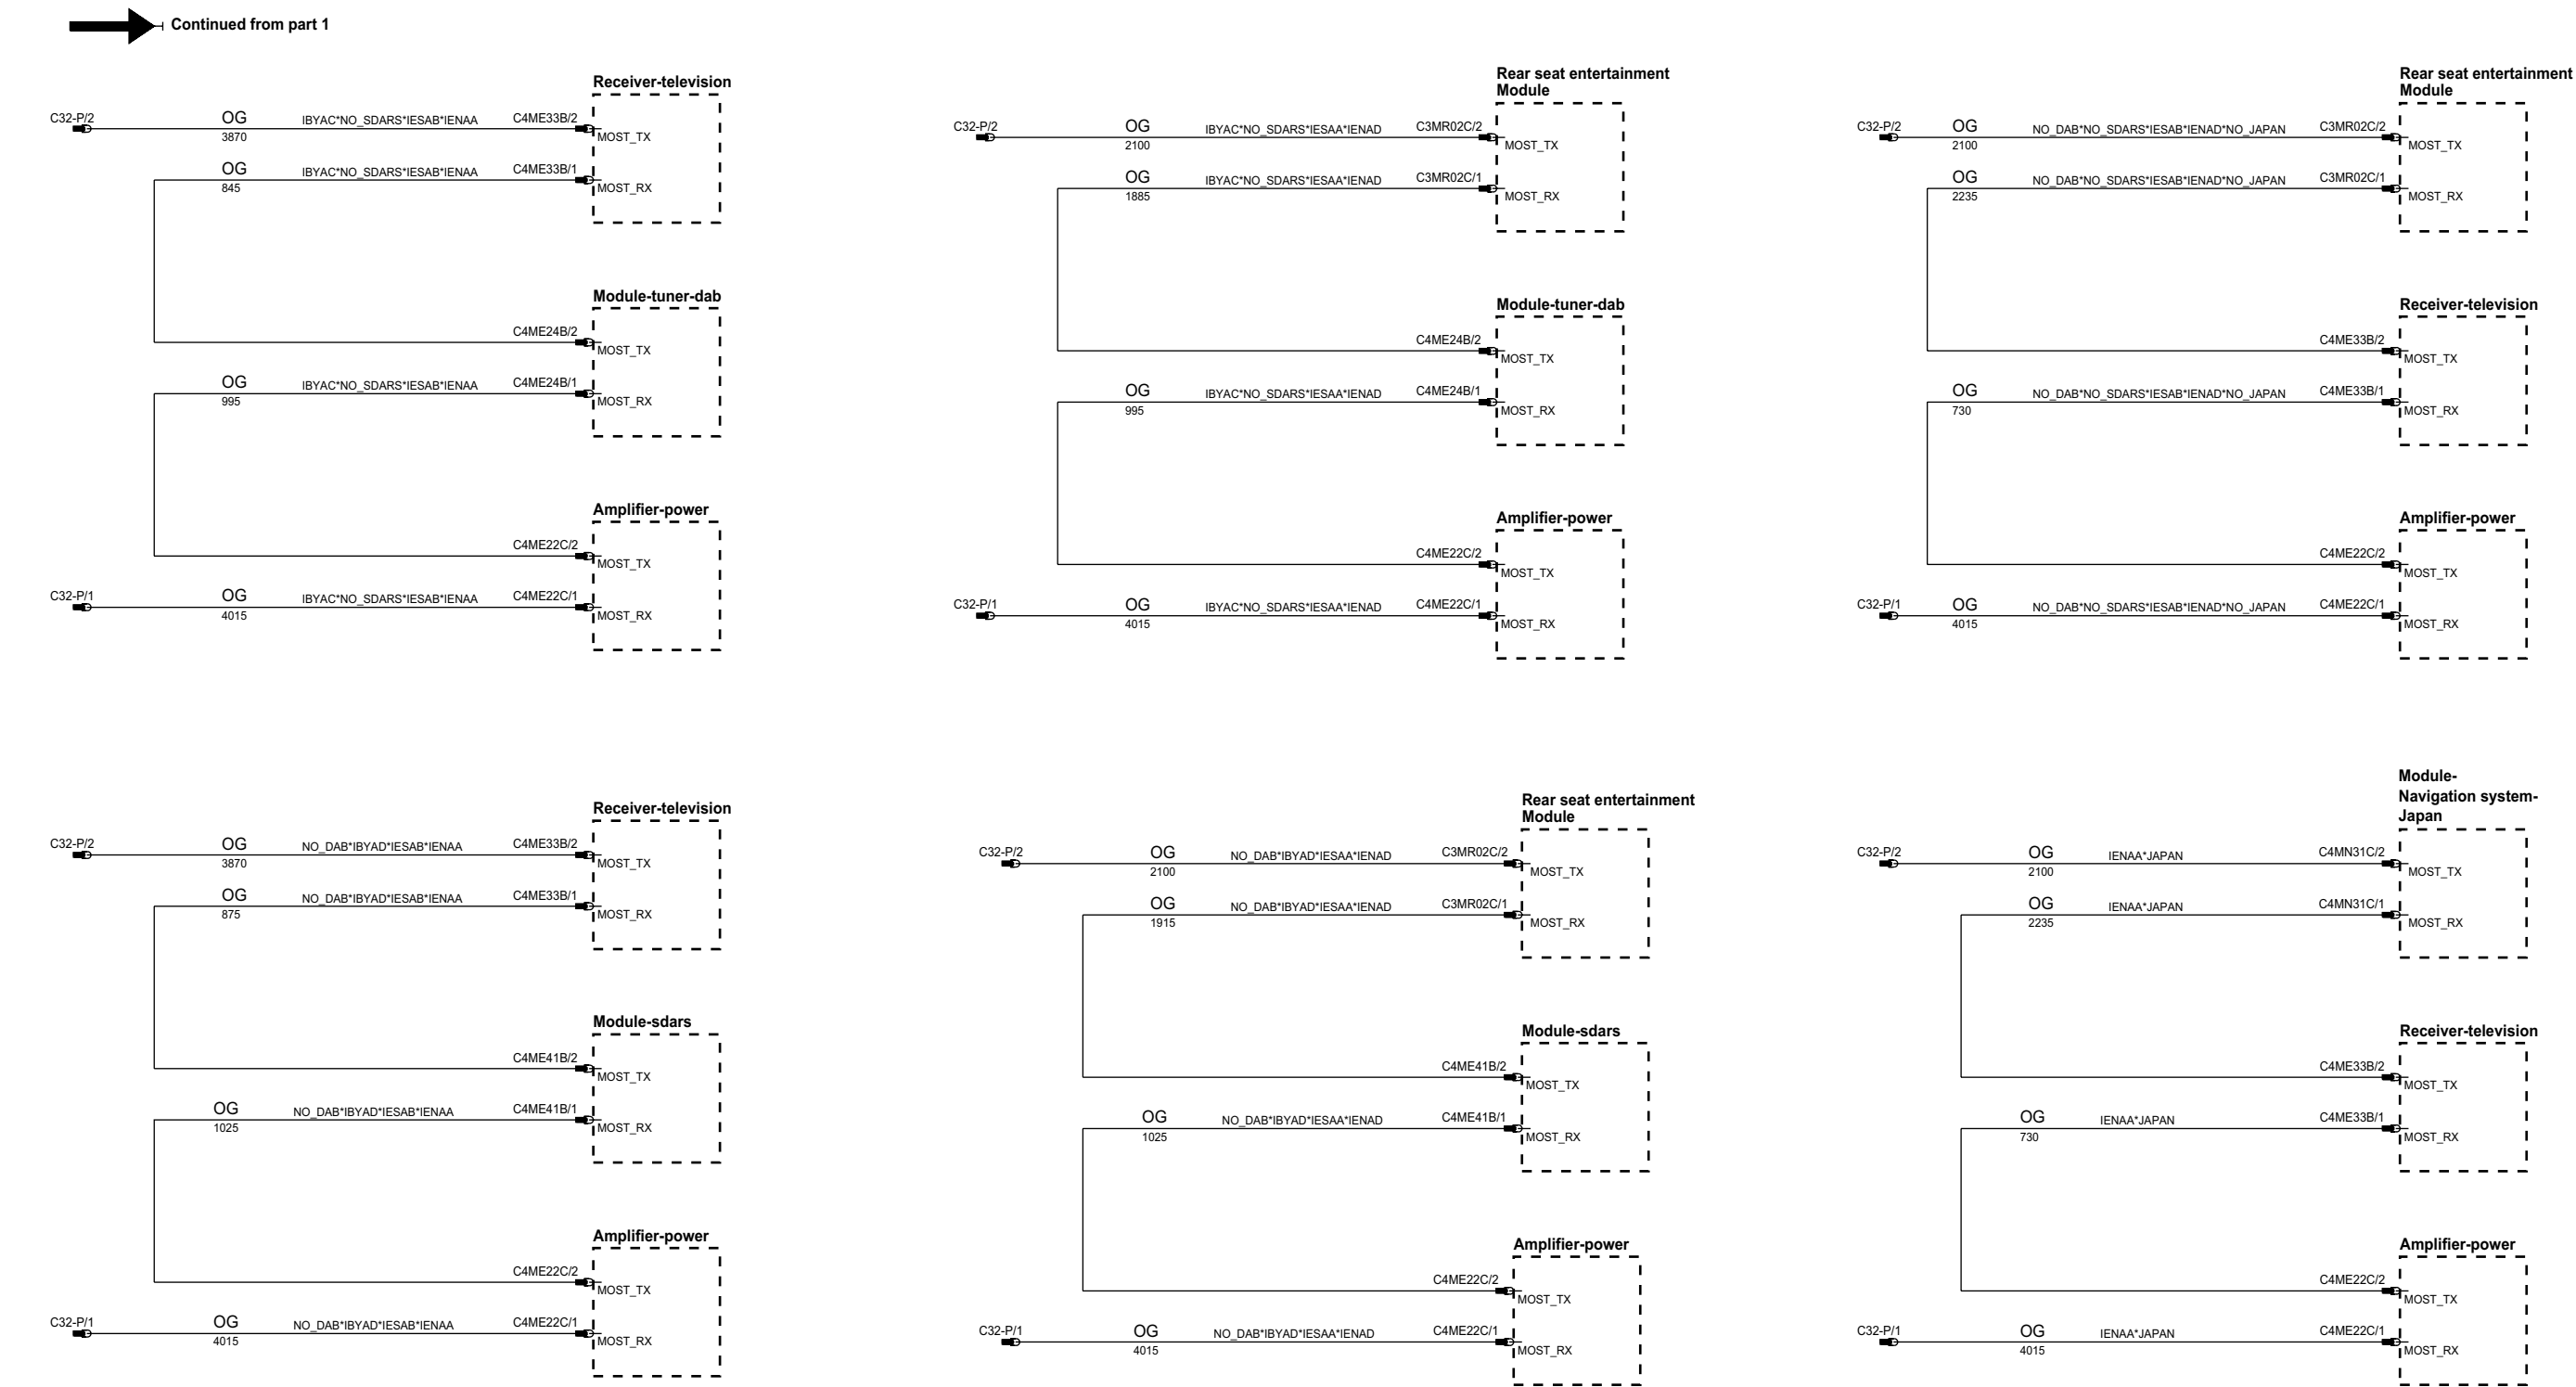 Continued from part 1
Receiver-television
C32-P/2 OG IBYAC*NO_SDARS*IESAB*IENAA C4ME33B/2
3870 MOST_TX
OG IBYAC*NO_SDARS*IESAB*IENAA C4ME33B/1
845 MOST_RX
Module-tuner-dab
C4ME24B/2
MOST_TX
OG IBYAC*NO_SDARS*IESAB*IENAA C4ME24B/1
995 MOST_RX
Amplifier-power
C4ME22C/2
MOST_TX
C32-P/1 OG IBYAC*NO_SDARS*IESAB*IENAA C4ME22C/1
4015 MOST_RX
Rear seat entertainment
Module
C32-P/2 OG IBYAC*NO_SDARS*IESAA*IENAD C3MR02C/2
2100 MOST_TX
OG IBYAC*NO_SDARS*IESAA*IENAD C3MR02C/1
1885 MOST_RX
Module-tuner-dab
C4ME24B/2
MOST_TX
OG IBYAC*NO_SDARS*IESAA*IENAD C4ME24B/1
995 MOST_RX
Amplifier-power
C4ME22C/2
MOST_TX
C32-P/1 OG IBYAC*NO_SDARS*IESAA*IENAD C4ME22C/1
4015 MOST_RX
Rear seat entertainment
Module
C32-P/2 OG NO_DAB*NO_SDARS*IESAB*IENAD*NO_JAPAN C3MR02C/2
2100 MOST_TX
OG NO_DAB*NO_SDARS*IESAB*IENAD*NO_JAPAN C3MR02C/1
2235 MOST_RX
Receiver-television
C4ME33B/2
MOST_TX
OG NO_DAB*NO_SDARS*IESAB*IENAD*NO_JAPAN C4ME33B/1
730 MOST_RX
Amplifier-power
C4ME22C/2
MOST_TX
C32-P/1 OG NO_DAB*NO_SDARS*IESAB*IENAD*NO_JAPAN C4ME22C/1
4015 MOST_RX
Receiver-television
C32-P/2 OG NO_DAB*IBYAD*IESAB*IENAA C4ME33B/2
3870 MOST_TX
OG NO_DAB*IBYAD*IESAB*IENAA C4ME33B/1
875 MOST_RX
Module-sdars
C4ME41B/2
MOST_TX
OG NO_DAB*IBYAD*IESAB*IENAA C4ME41B/1
1025 MOST_RX
Amplifier-power
C4ME22C/2
MOST_TX
C32-P/1 OG NO_DAB*IBYAD*IESAB*IENAA C4ME22C/1
4015 MOST_RX
Rear seat entertainment
Module
C32-P/2 OG NO_DAB*IBYAD*IESAA*IENAD C3MR02C/2
2100 MOST_TX
OG NO_DAB*IBYAD*IESAA*IENAD C3MR02C/1
1915 MOST_RX
Module-sdars
C4ME41B/2
MOST_TX
OG NO_DAB*IBYAD*IESAA*IENAD C4ME41B/1
1025 MOST_RX
Amplifier-power
C4ME22C/2
MOST_TX
C32-P/1 OG NO_DAB*IBYAD*IESAA*IENAD C4ME22C/1
4015 MOST_RX
Module-
Navigation system-
Japan
C32-P/2 OG IENAA*JAPAN C4MN31C/2
2100 MOST_TX
OG IENAA*JAPAN C4MN31C/1
2235 MOST_RX
Receiver-television
C4ME33B/2
MOST_TX
OG IENAA*JAPAN C4ME33B/1
730 MOST_RX
Amplifier-power
C4ME22C/2
MOST_TX
C32-P/1 OG IENAA*JAPAN C4ME22C/1
4015 MOST_RX